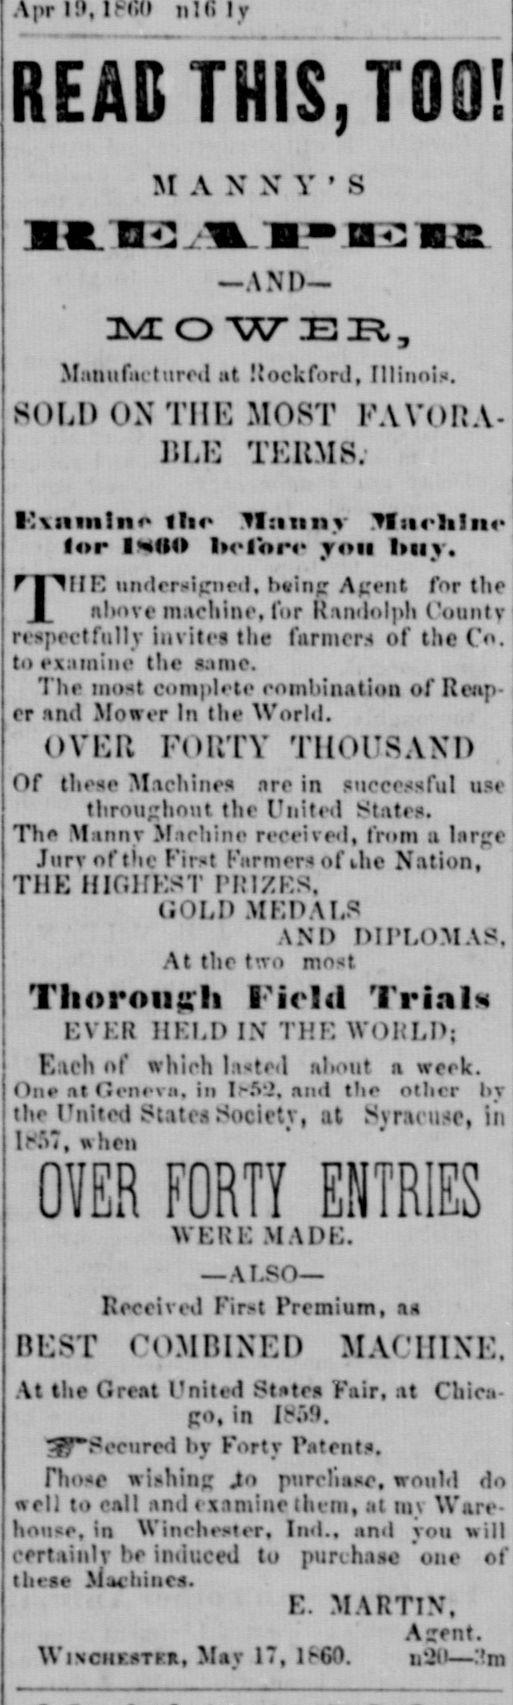 Apr 19, 1860 n16 1y
READ THIS, TOO!
MANNY'S
REAPER
—AND—
MOWER,
Manufactured at Rockford, Illinois.
SOLD ON THE MOST FAVORA-
BLE TERMS.
Examine the Manny Machine
for 1860 before you buy.
THE undersigned, being Agent for the
above machine, for Randolph County
respectfully invites the farmers of the Co.
to examine the same.
The most complete combination of Reap-
er and Mower In the World.
OVER FORTY THOUSAND
Of these Machines are in successful use
throughout the United States.
The Manny Machine received, from a large
Jury of the First Farmers of the Nation,
THE HIGHEST PRIZES,
GOLD MEDALS
AND DIPLOMAS,
At the two most
Thorough Field Trials
EVER HELD IN THE WORLD;
Each of which lasted about a week.
One at Geneva, in 1852, and the other by
the United States Society, at Syracuse, in
1857, when
OVER FORTY ENTRIES
WERE MADE.
—ALSO—
Received First Premium, as
BEST COMBINED MACHINE,
At the Great United States Fair, at Chica-
go, in 1859.
☞Secured by Forty Patents.
Those wishing to purchase, would do
well to call and examine them, at my Ware-
house, in Winchester, Ind., and you will
certainly be induced to purchase one of
these Machines.
E. MARTIN,
Agent.
WINCHESTER, May 17, 1860. n20—3m